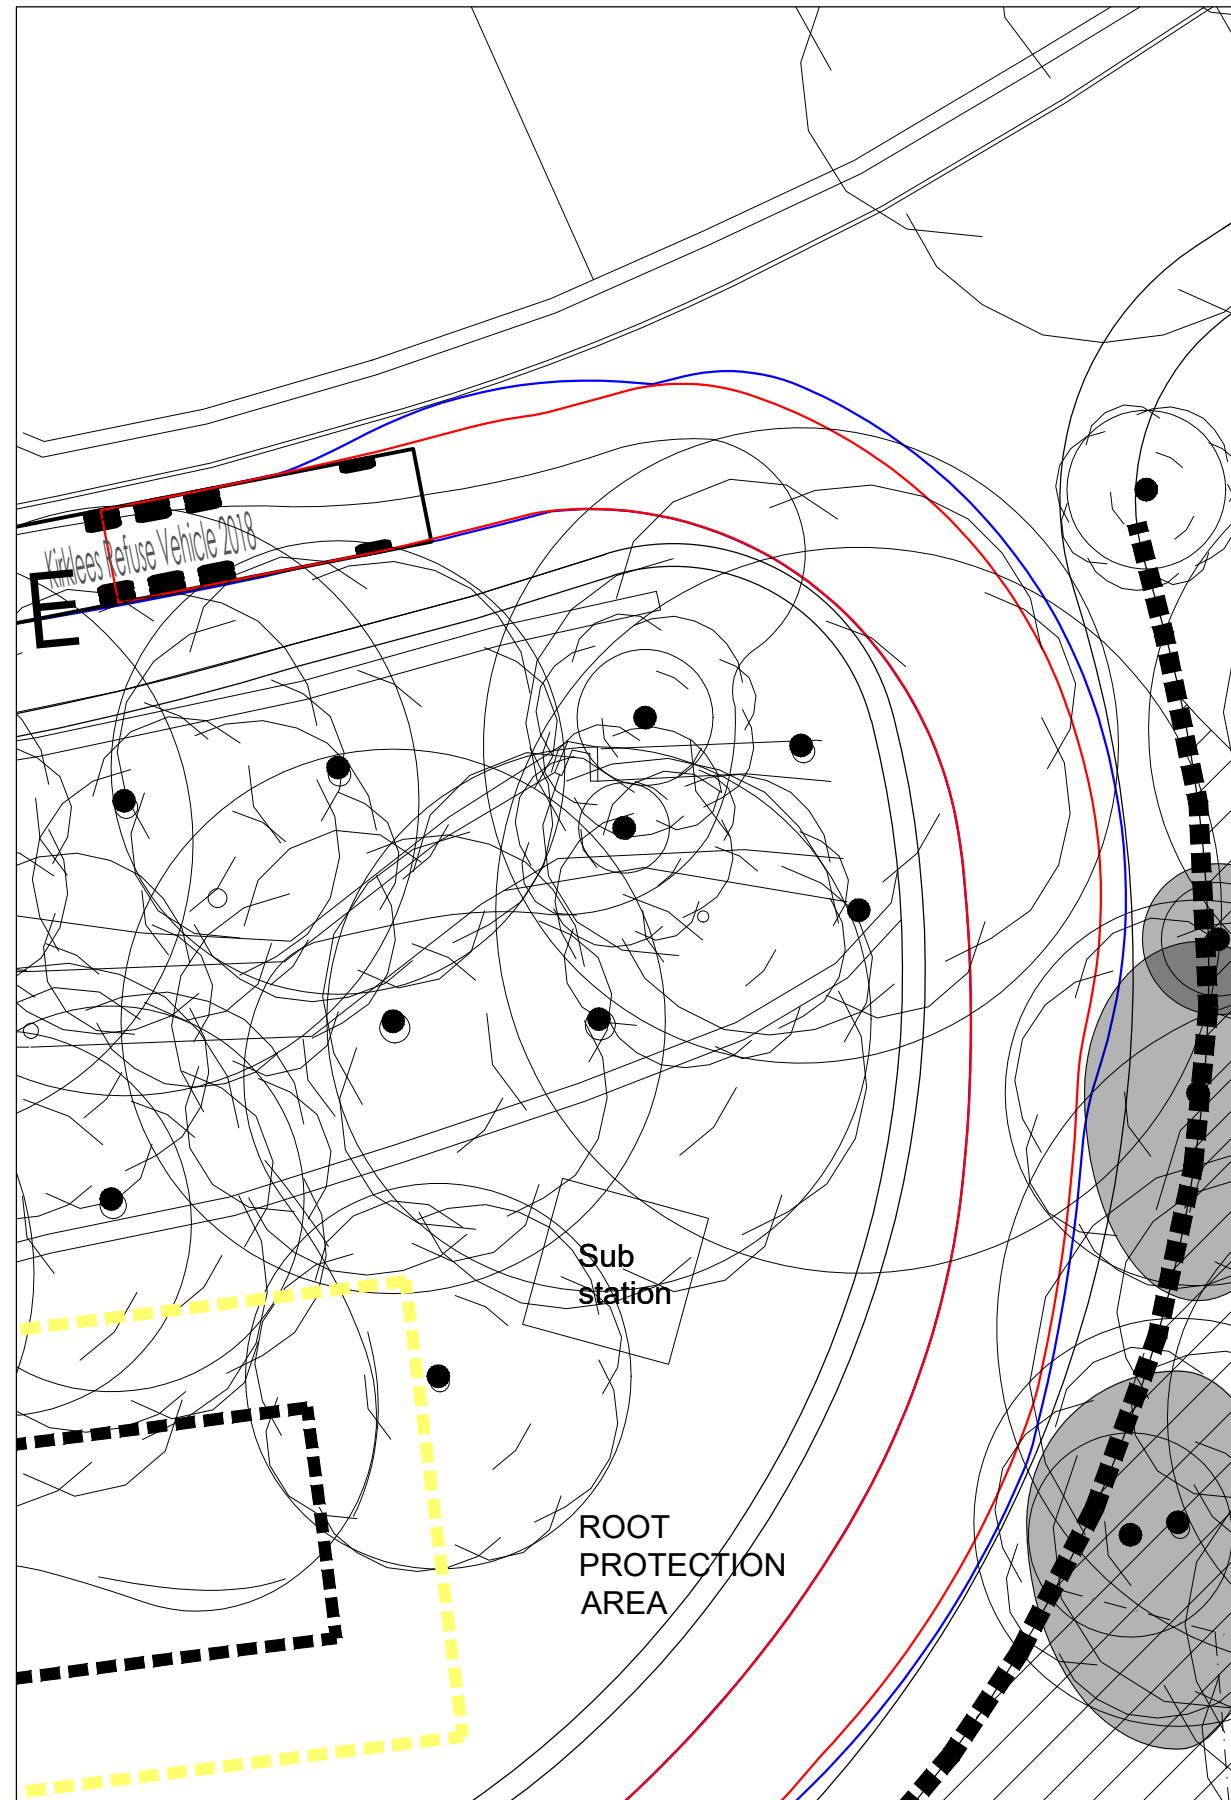 Kirklees Refuse Vehicle 2018
E
Sub
station
ROOT
PROTECTION
AREA